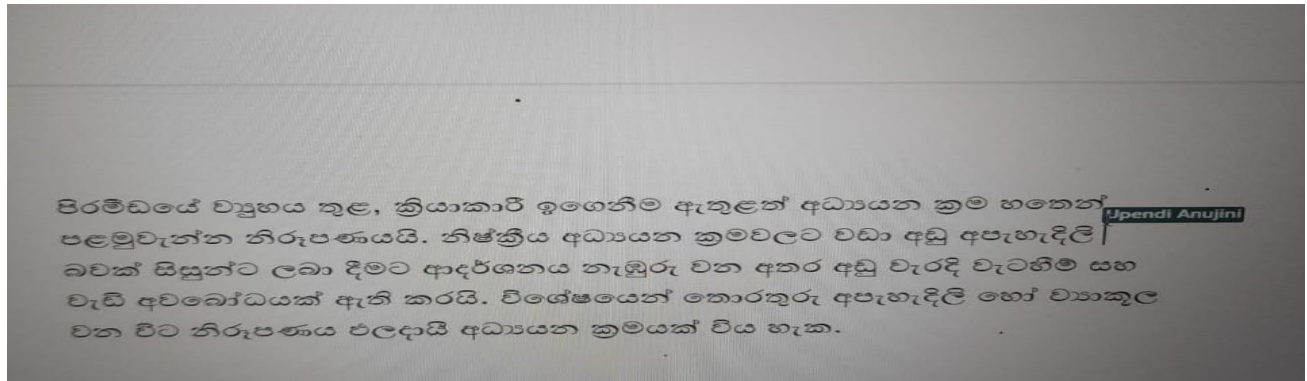 පිරමීඩයේ ව්‍යුහය තුළ, ක්‍රියාකාරී ඉගෙනීම ඇතුළත් අධ්‍යයන ක්‍රම හතෙන්
Upendi Anujini
පළමුවැන්න නිරූපණයයි. නිෂ්ක්‍රීය අධ්‍යයන ක්‍රමවලට වඩා අඩු අපැහැදිලි
බවක් සිසුන්ට ලබා දීමට ආදර්ශනය නැඹුරු වන අතර අඩු වැරදි වැටහීම් සහ
වැඩි අවබෝධයක් ඇති කරයි. විශේෂයෙන් තොරතුරු අපැහැදිලි හෝ ව්‍යාකූල
වන විට නිරූපණය ඵලදායී අධ්‍යයන ක්‍රමයක් විය හැක.